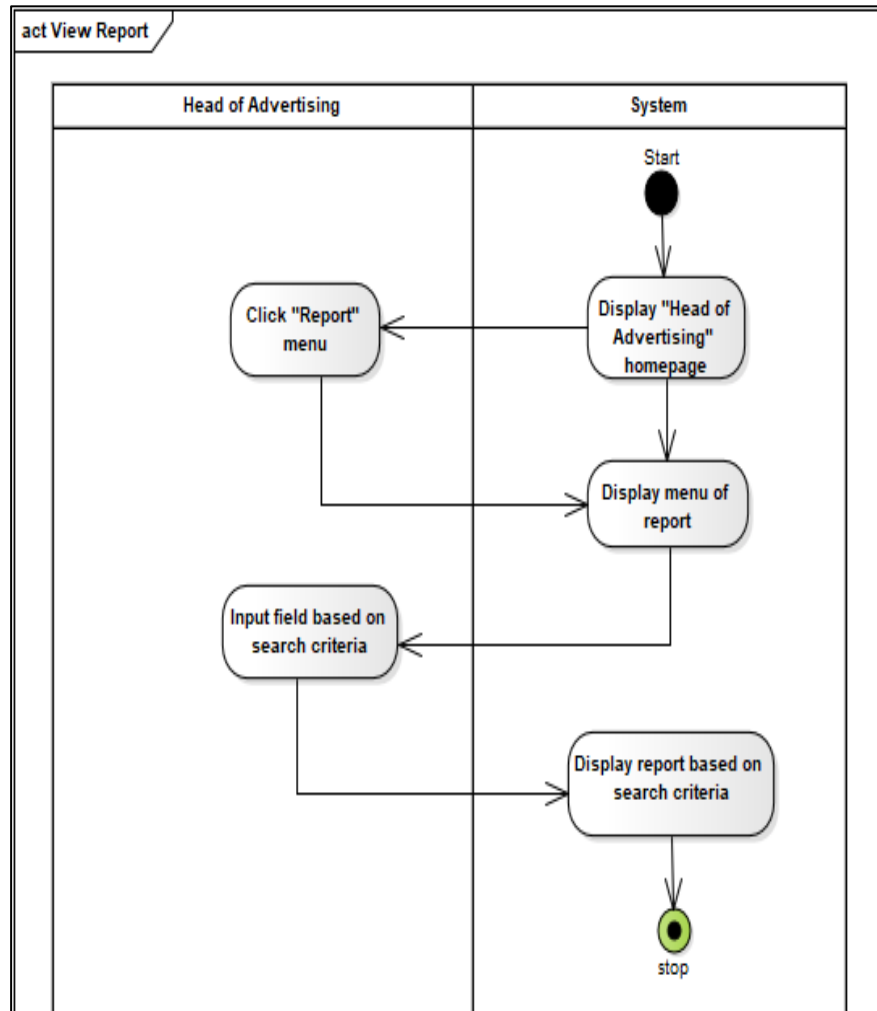 act View Report
Head of Advertising
System
Start
Click "Report"
menu
Display "Head of
Advertising"
homepage
Display menu of
report
Input field based on
search criteria
Display report based on
search criteria
stop